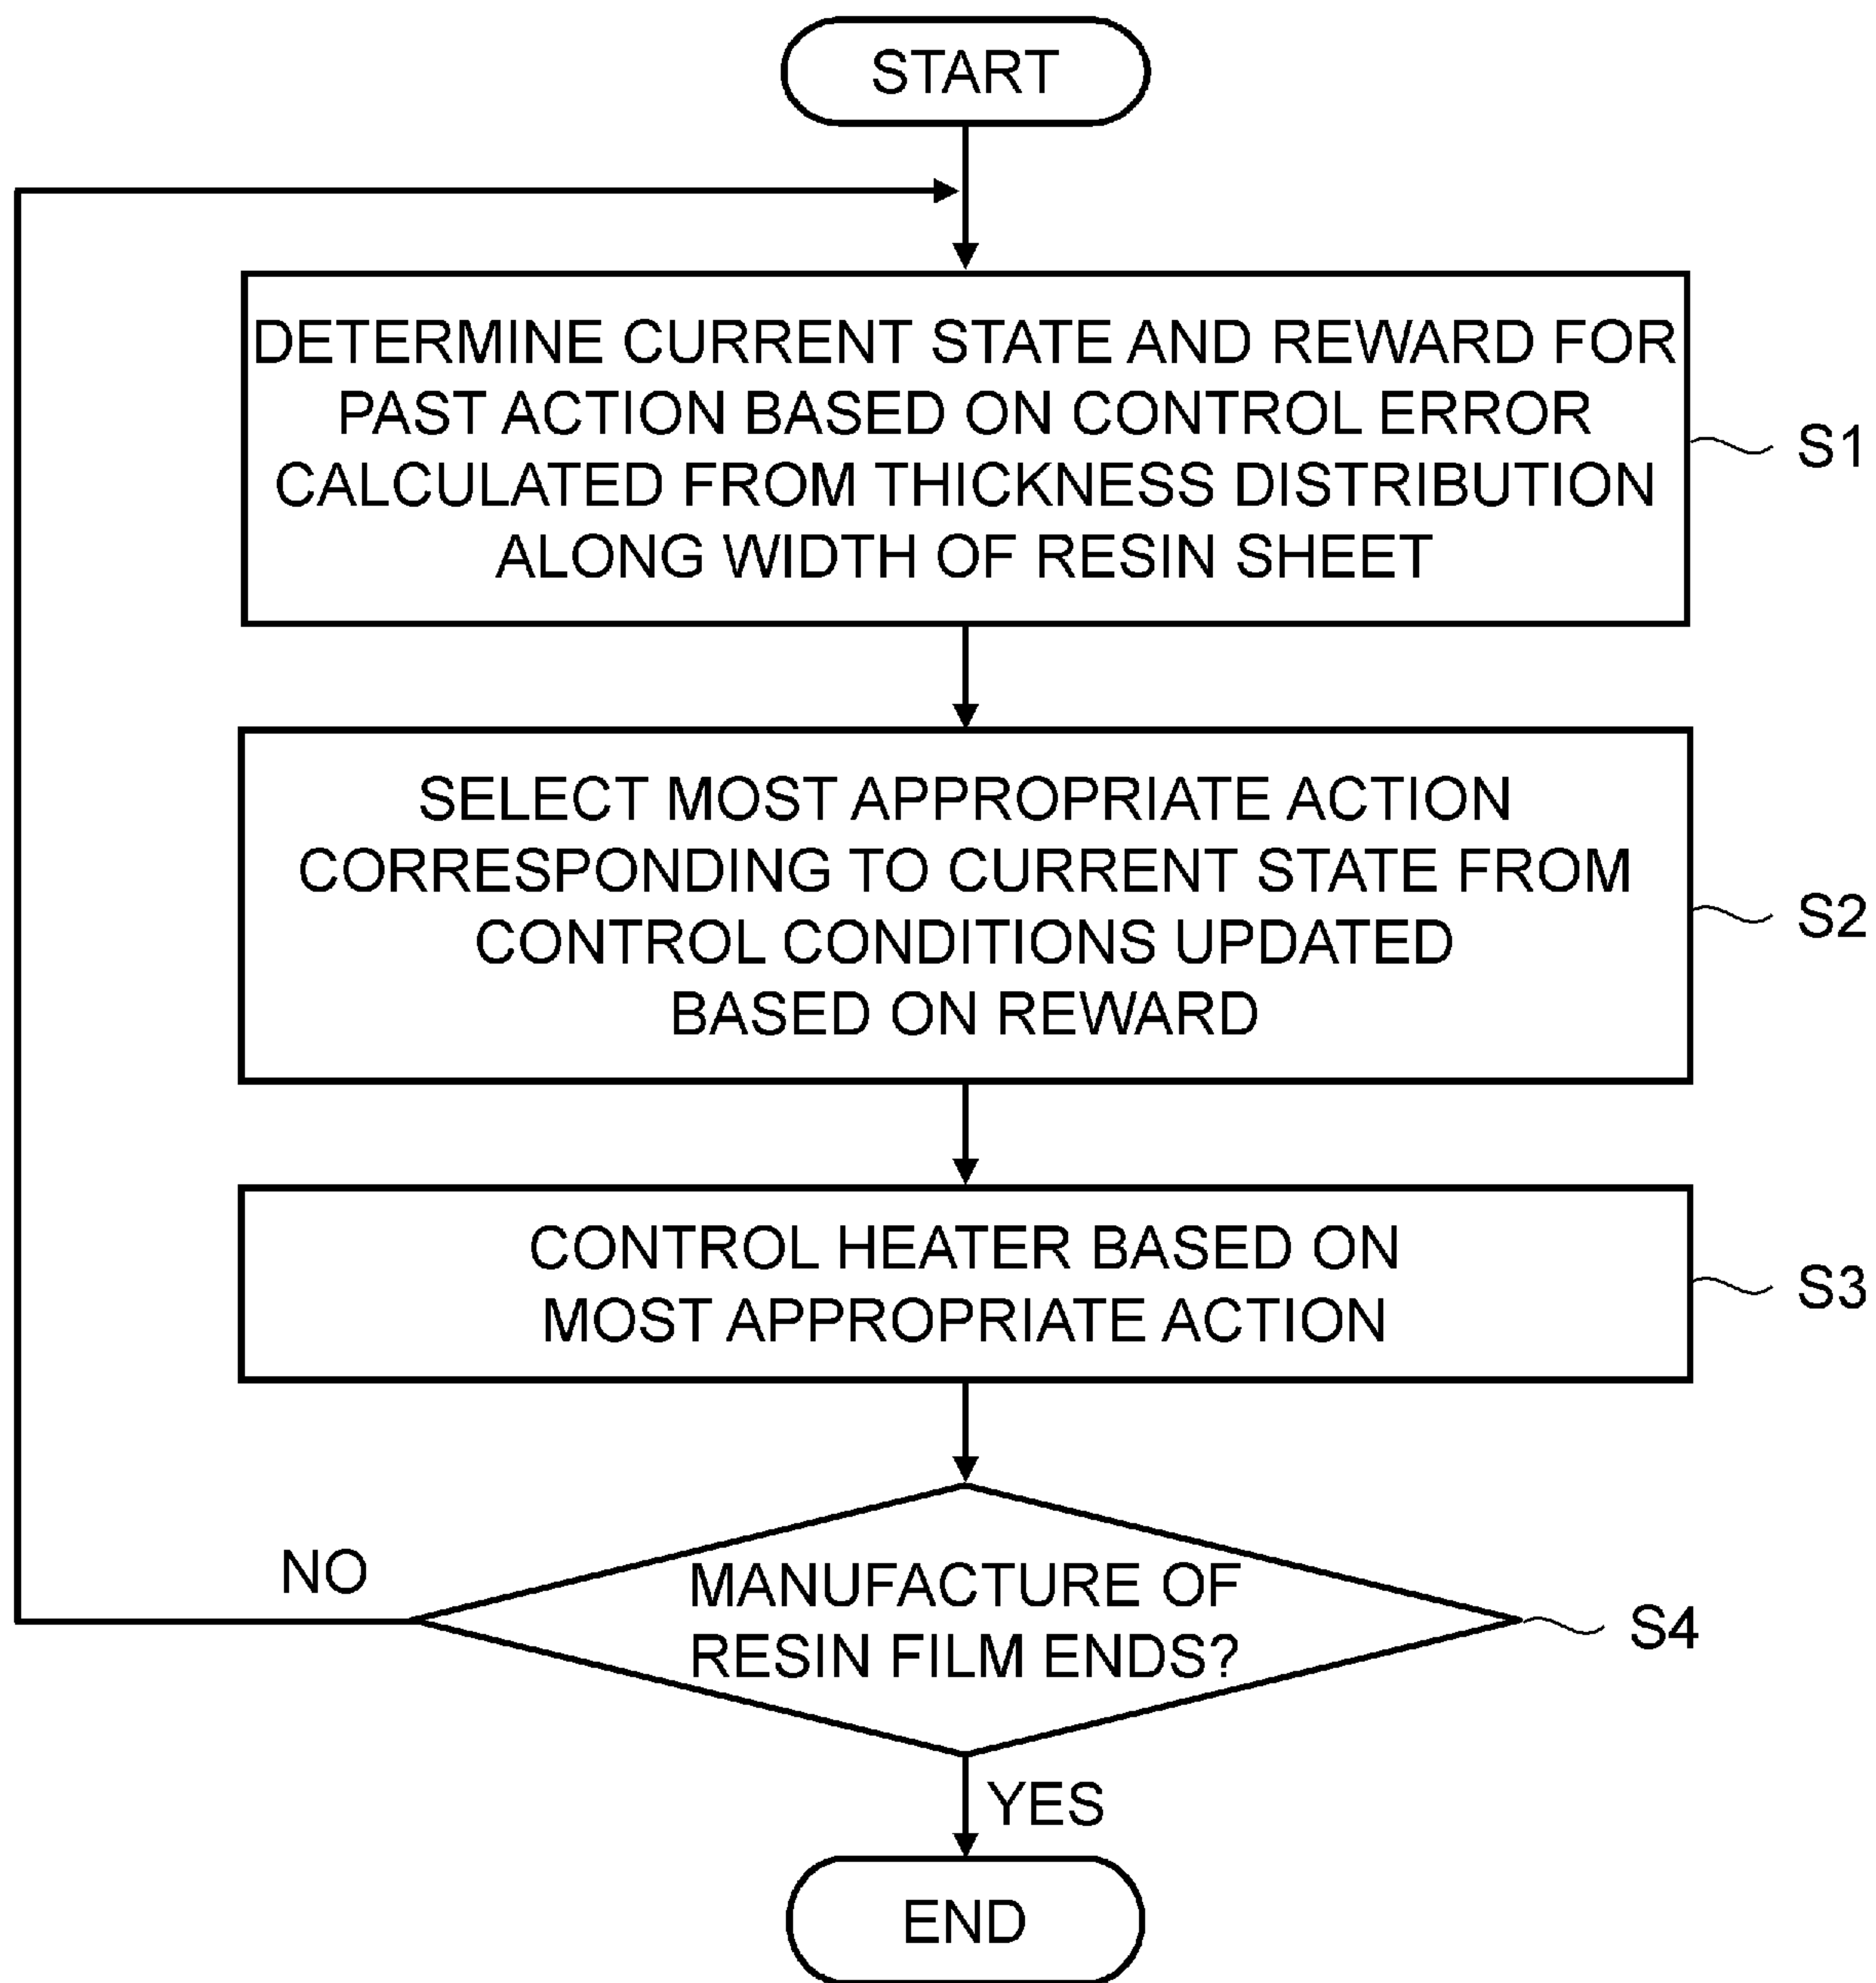 START
DETERMINE CURRENT STATE AND REWARD FOR
PAST ACTION BASED ON CONTROL ERROR
CALCULATED FROM THICKNESS DISTRIBUTION
ALONG WIDTH OF RESIN SHEET
S1
SELECT MOST APPROPRIATE ACTION
CORRESPONDING TO CURRENT STATE FROM
CONTROL CONDITIONS UPDATED
BASED ON REWARD
S2
CONTROL HEATER BASED ON
MOST APPROPRIATE ACTION
S3
NO
MANUFACTURE OF
RESIN FILM ENDS?
S4
YES
END